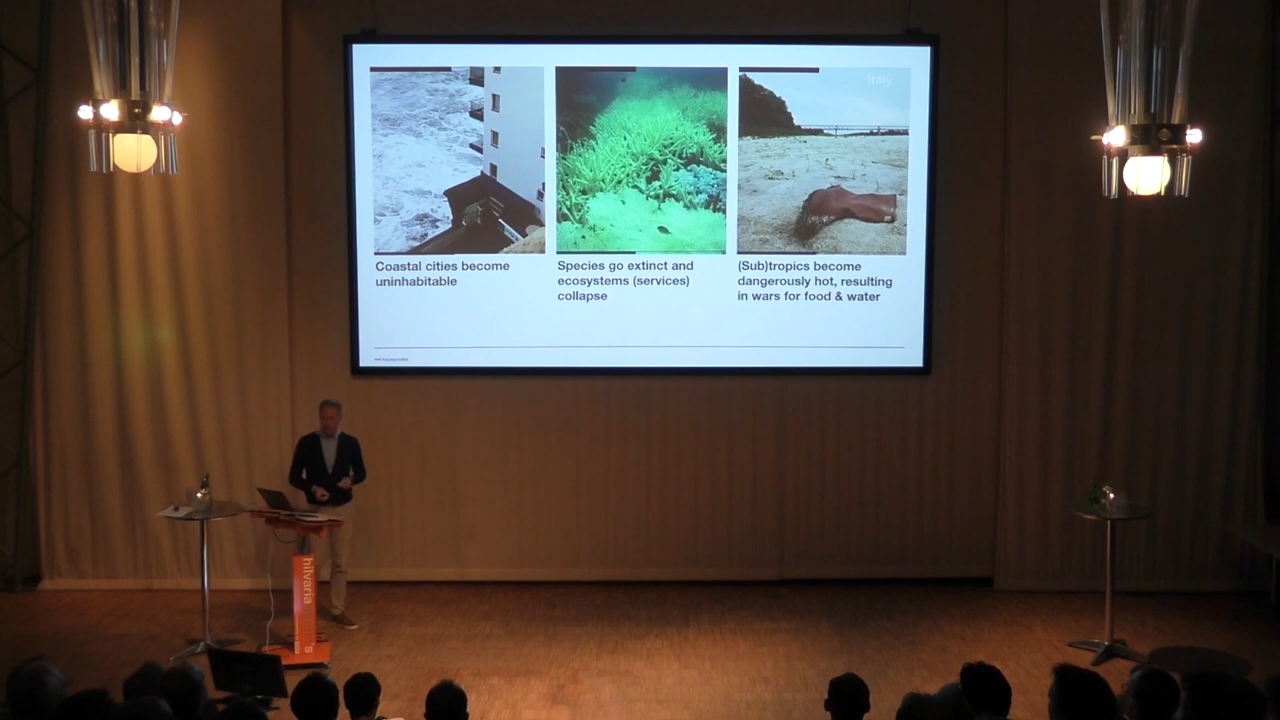 Italy
Coastal cities become
uninhabitable
Species go extinct and
ecosystems (services)
collapse
(Sub)tropics become
dangerously hot, resulting
in wars for food & water
hilvaria